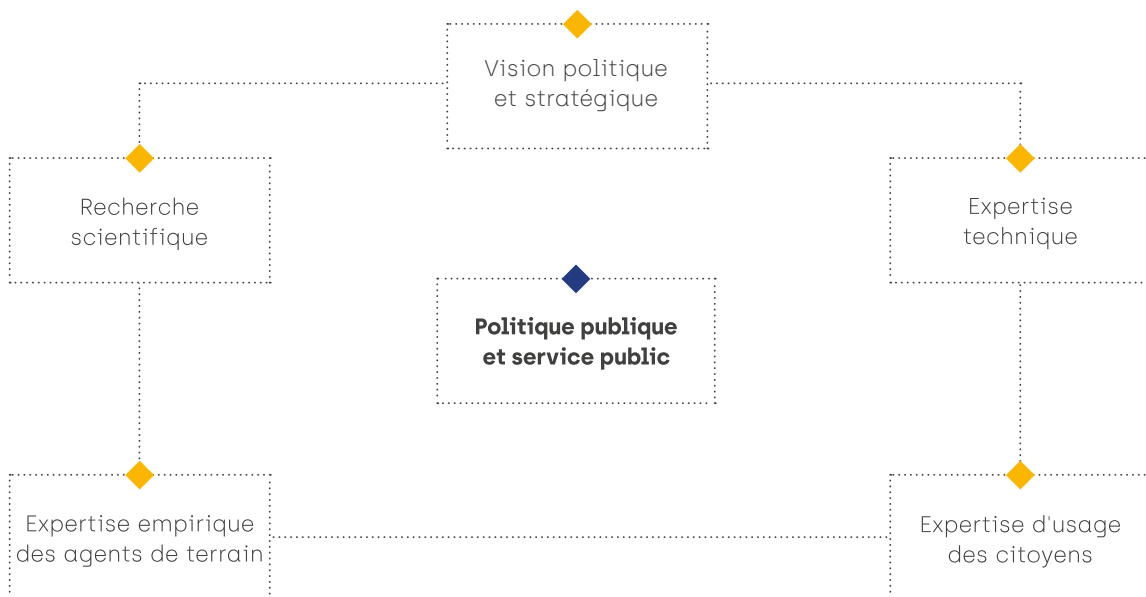 Vision politique
et stratégique
Recherche
scientifique
Expertise
technique
Politique publique
et service public
Expertise empirique
des agents de terrain
Expertise d'usage
des citoyens